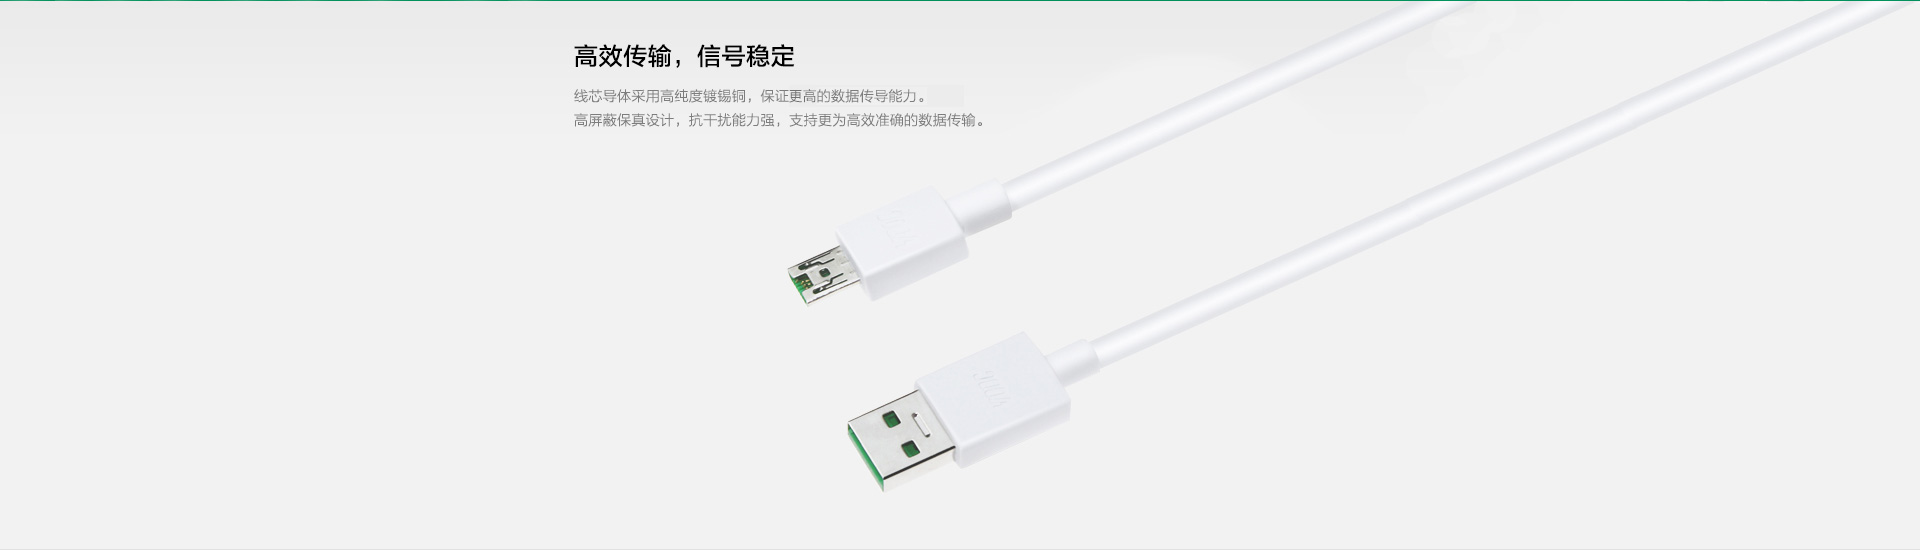 高效传输，信号稳定
线芯导体采用高纯度镀锡铜，保证更高的数据传导能力。
高屏蔽保真设计，抗干扰能力强，支持更为高效准确的数据传输。